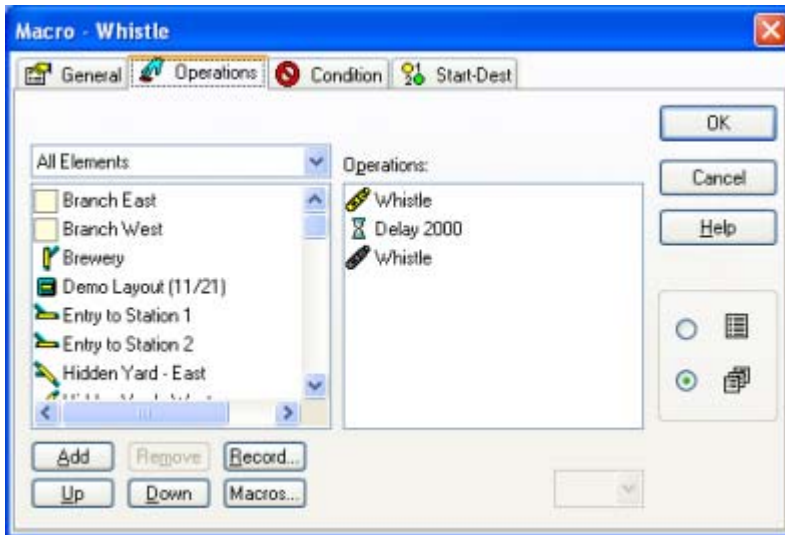 Macro - Whistle
General Operations Condition Start-Dest
All Elements
Branch East
Branch West
Brewery
Demo Layout (11/21)
Entry to Station 1
Entry to Station 2
Hidden Yard - East
Operations:
Whistle
Delay 2000
Whistle
OK
Cancel
Help
Add Remove Record...
Up Down Macros...